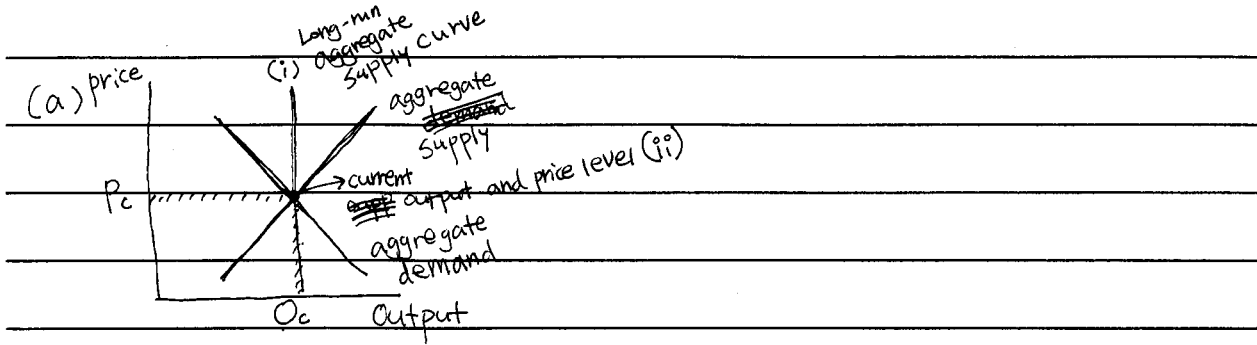 Long-run
(i) aggregate
supply curve
(a) price
aggregate
demand
supply
Pc
current
output and price level (ii)
aggregate
demand
Oc Output